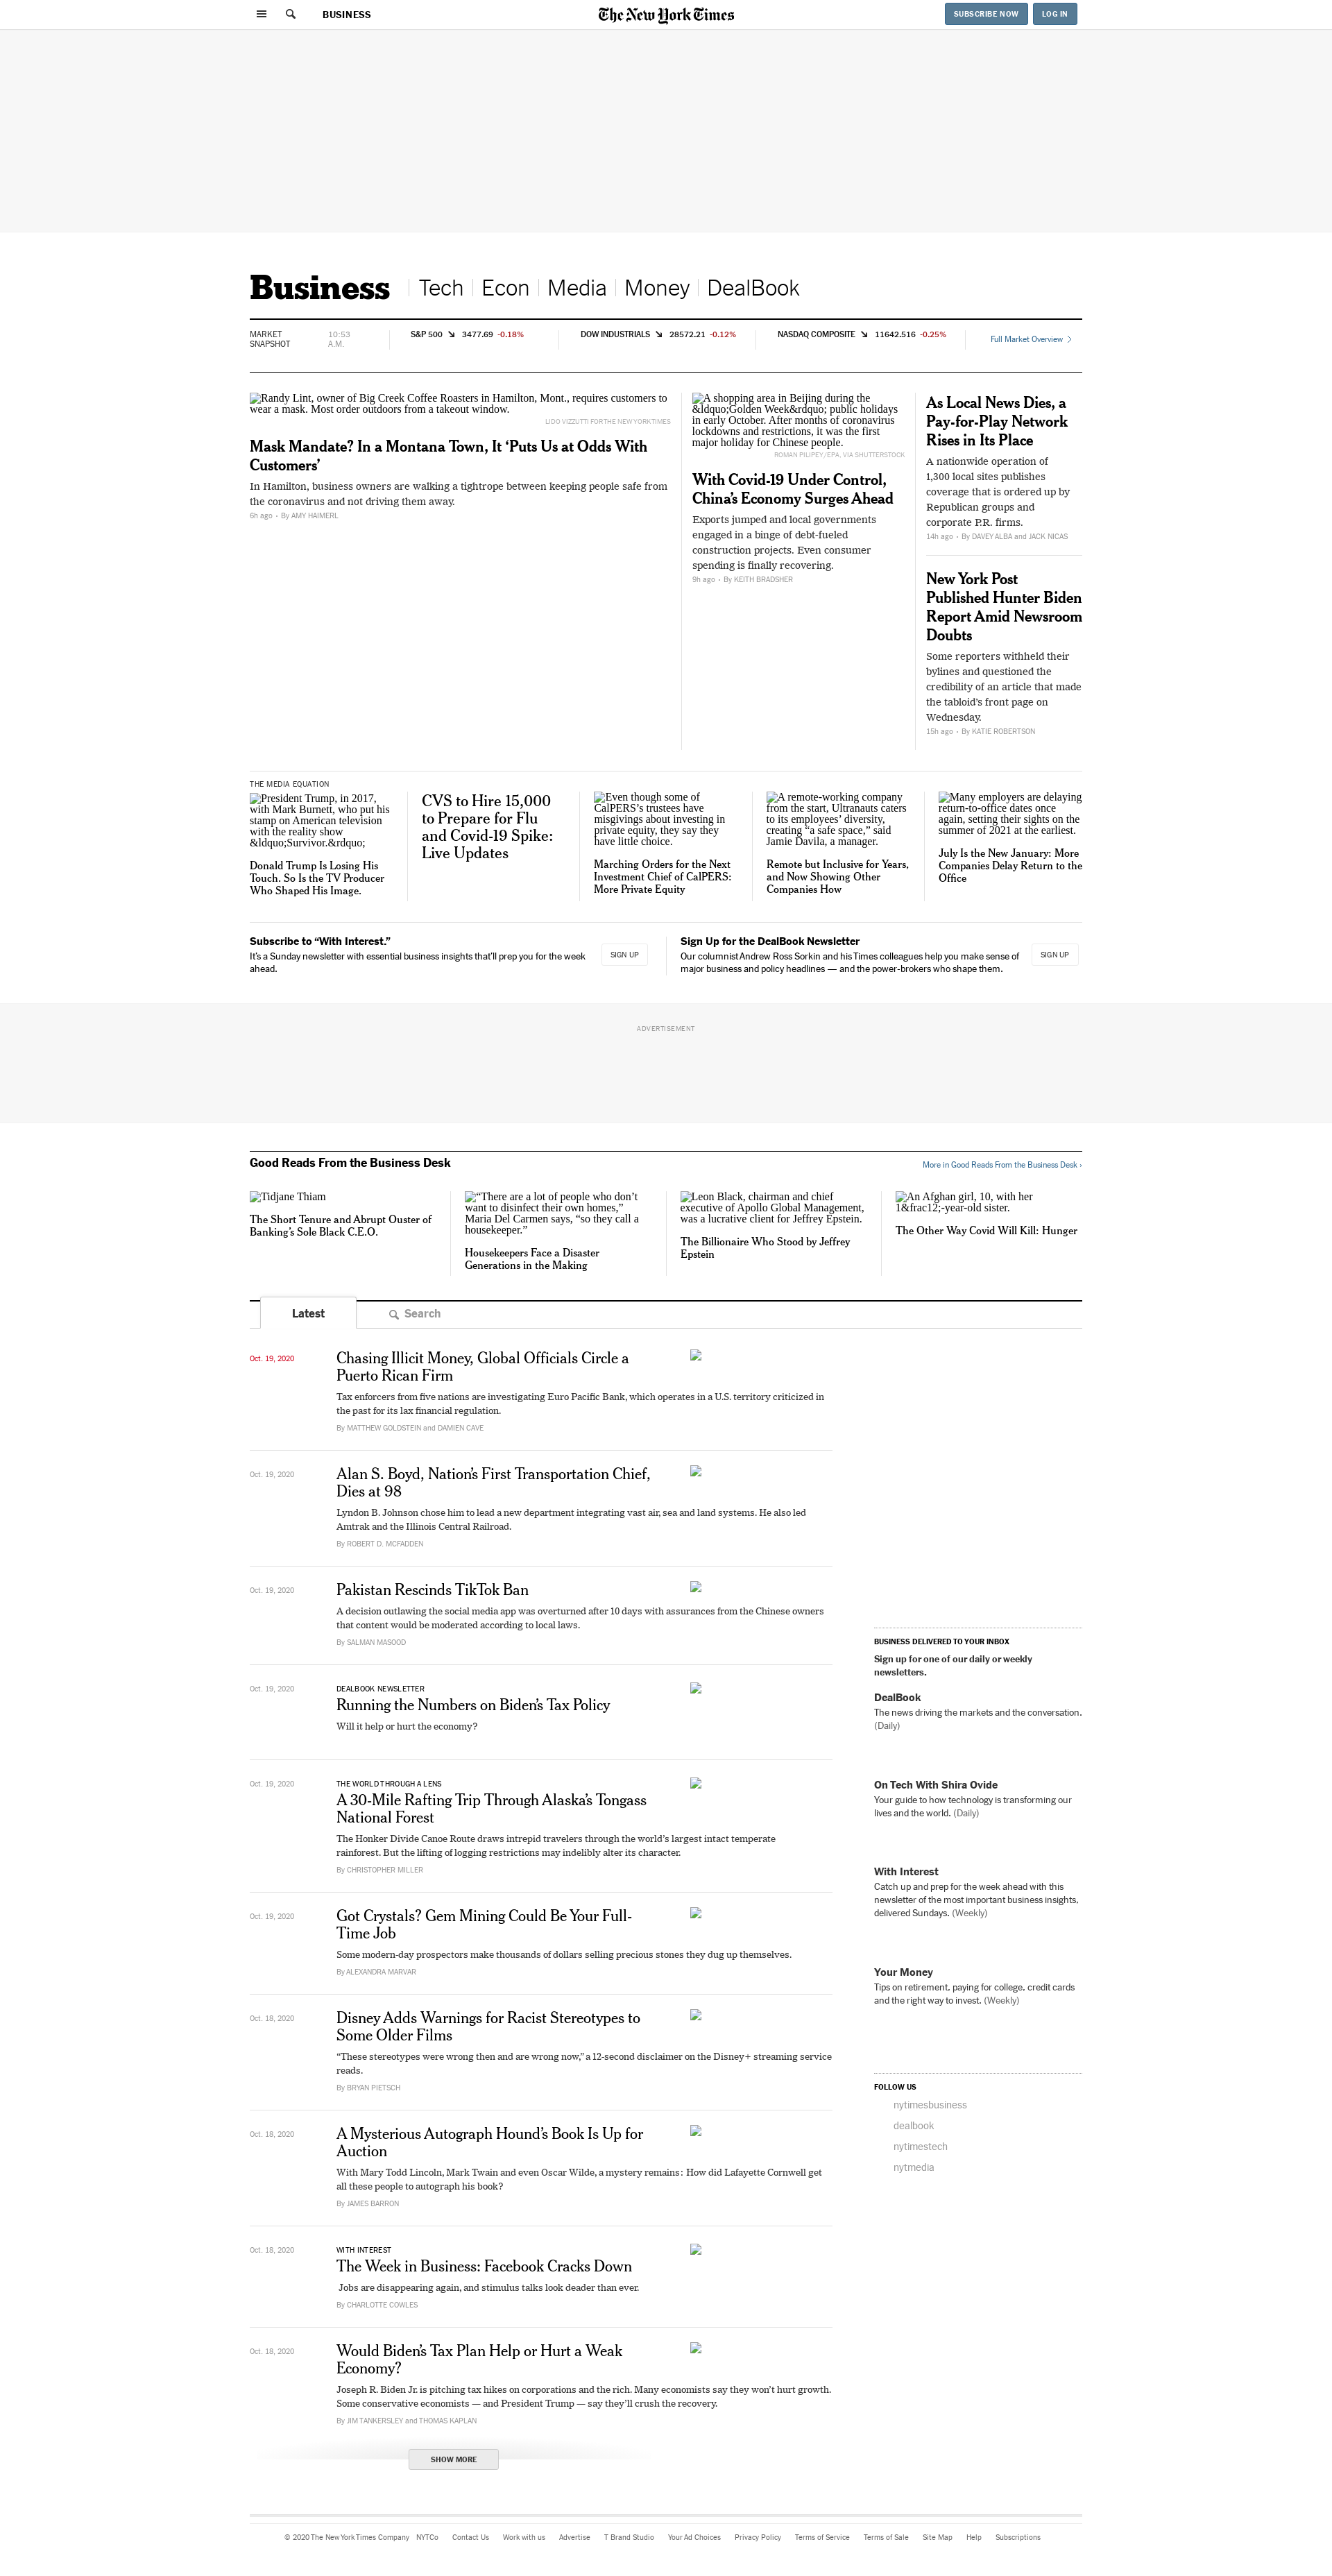 BUSINESS
The New York Times
SUBSCRIBE NOW
LOG IN
Business
Tech
Econ
Media
Money
DealBook
MARKET
SNAPSHOT
10:53
A.M.
S&P 500 ↘ 3477.69 -0.18%
DOW INDUSTRIALS ↘ 28572.21 -0.12%
NASDAQ COMPOSITE ↘ 11642.516 -0.25%
Full Market Overview
Randy Lint, owner of Big Creek Coffee Roasters in Hamilton, Mont., requires customers to
wear a mask. Most order outdoors from a takeout window.
LIDO VIZZUTTI FOR THE NEW YORK TIMES
Mask Mandate? In a Montana Town, It ‘Puts Us at Odds With
Customers’
In Hamilton, business owners are walking a tightrope between keeping people safe from
the coronavirus and not driving them away.
6h ago • By AMY HAIMERL
A shopping area in Beijing during the
&ldquo;Golden Week&rdquo; public holidays
in early October. After months of coronavirus
lockdowns and restrictions, it was the first
major holiday for Chinese people.
ROMAN PILIPEY/EPA, VIA SHUTTERSTOCK
With Covid-19 Under Control,
China’s Economy Surges Ahead
Exports jumped and local governments
engaged in a binge of debt-fueled
construction projects. Even consumer
spending is finally recovering.
9h ago • By KEITH BRADSHER
As Local News Dies, a
Pay-for-Play Network
Rises in Its Place
A nationwide operation of
1,300 local sites publishes
coverage that is ordered up by
Republican groups and
corporate P.R. firms.
14h ago • By DAVEY ALBA and JACK NICAS
New York Post
Published Hunter Biden
Report Amid Newsroom
Doubts
Some reporters withheld their
bylines and questioned the
credibility of an article that made
the tabloid’s front page on
Wednesday.
15h ago • By KATIE ROBERTSON
THE MEDIA EQUATION
President Trump, in 2017,
with Mark Burnett, who put his
stamp on American television
with the reality show
&ldquo;Survivor.&rdquo;
Donald Trump Is Losing His
Touch. So Is the TV Producer
Who Shaped His Image.
CVS to Hire 15,000
to Prepare for Flu
and Covid-19 Spike:
Live Updates
Even though some of
CalPERS’s trustees have
misgivings about investing in
private equity, they say they
have little choice.
Marching Orders for the Next
Investment Chief of CalPERS:
More Private Equity
A remote-working company
from the start, Ultranauts caters
to its employees’ diversity,
creating “a safe space,” said
Jamie Davila, a manager.
Remote but Inclusive for Years,
and Now Showing Other
Companies How
Many employers are delaying
return-to-office dates once
again, setting their sights on the
summer of 2021 at the earliest.
July Is the New January: More
Companies Delay Return to the
Office
Subscribe to “With Interest.”
It’s a Sunday newsletter with essential business insights that’ll prep you for the week
ahead.
SIGN UP
Sign Up for the DealBook Newsletter
Our columnist Andrew Ross Sorkin and his Times colleagues help you make sense of
major business and policy headlines — and the power-brokers who shape them.
SIGN UP
ADVERTISEMENT
Good Reads From the Business Desk
More in Good Reads From the Business Desk ›
Tidjane Thiam
The Short Tenure and Abrupt Ouster of
Banking’s Sole Black C.E.O.
“There are a lot of people who don’t
want to disinfect their own homes,”
Maria Del Carmen says, “so they call a
housekeeper.”
Housekeepers Face a Disaster
Generations in the Making
Leon Black, chairman and chief
executive of Apollo Global Management,
was a lucrative client for Jeffrey Epstein.
The Billionaire Who Stood by Jeffrey
Epstein
An Afghan girl, 10, with her
1&frac12;-year-old sister.
The Other Way Covid Will Kill: Hunger
Latest
Search
Oct. 19, 2020
Chasing Illicit Money, Global Officials Circle a
Puerto Rican Firm
Tax enforcers from five nations are investigating Euro Pacific Bank, which operates in a U.S. territory criticized in
the past for its lax financial regulation.
By MATTHEW GOLDSTEIN and DAMIEN CAVE
Oct. 19, 2020
Alan S. Boyd, Nation’s First Transportation Chief,
Dies at 98
Lyndon B. Johnson chose him to lead a new department integrating vast air, sea and land systems. He also led
Amtrak and the Illinois Central Railroad.
By ROBERT D. MCFADDEN
Oct. 19, 2020
Pakistan Rescinds TikTok Ban
A decision outlawing the social media app was overturned after 10 days with assurances from the Chinese owners
that content would be moderated according to local laws.
By SALMAN MASOOD
Oct. 19, 2020
DEALBOOK NEWSLETTER
Running the Numbers on Biden’s Tax Policy
Will it help or hurt the economy?
Oct. 19, 2020
THE WORLD THROUGH A LENS
A 30-Mile Rafting Trip Through Alaska’s Tongass
National Forest
The Honker Divide Canoe Route draws intrepid travelers through the world’s largest intact temperate
rainforest. But the lifting of logging restrictions may indelibly alter its character.
By CHRISTOPHER MILLER
Oct. 19, 2020
Got Crystals? Gem Mining Could Be Your Full-
Time Job
Some modern-day prospectors make thousands of dollars selling precious stones they dug up themselves.
By ALEXANDRA MARVAR
Oct. 18, 2020
Disney Adds Warnings for Racist Stereotypes to
Some Older Films
“These stereotypes were wrong then and are wrong now,” a 12-second disclaimer on the Disney+ streaming service
reads.
By BRYAN PIETSCH
Oct. 18, 2020
A Mysterious Autograph Hound’s Book Is Up for
Auction
With Mary Todd Lincoln, Mark Twain and even Oscar Wilde, a mystery remains: How did Lafayette Cornwell get
all these people to autograph his book?
By JAMES BARRON
Oct. 18, 2020
WITH INTEREST
The Week in Business: Facebook Cracks Down
Jobs are disappearing again, and stimulus talks look deader than ever.
By CHARLOTTE COWLES
Oct. 18, 2020
Would Biden’s Tax Plan Help or Hurt a Weak
Economy?
Joseph R. Biden Jr. is pitching tax hikes on corporations and the rich. Many economists say they won’t hurt growth.
Some conservative economists — and President Trump — say they’ll crush the recovery.
By JIM TANKERSLEY and THOMAS KAPLAN
SHOW MORE
BUSINESS DELIVERED TO YOUR INBOX
Sign up for one of our daily or weekly
newsletters.
DealBook
The news driving the markets and the conversation.
(Daily)
On Tech With Shira Ovide
Your guide to how technology is transforming our
lives and the world. (Daily)
With Interest
Catch up and prep for the week ahead with this
newsletter of the most important business insights,
delivered Sundays. (Weekly)
Your Money
Tips on retirement, paying for college, credit cards
and the right way to invest. (Weekly)
FOLLOW US
nytimesbusiness
dealbook
nytimestech
nytmedia
© 2020 The New York Times Company NYTCo Contact Us Work with us Advertise T Brand Studio Your Ad Choices Privacy Policy Terms of Service Terms of Sale Site Map Help Subscriptions